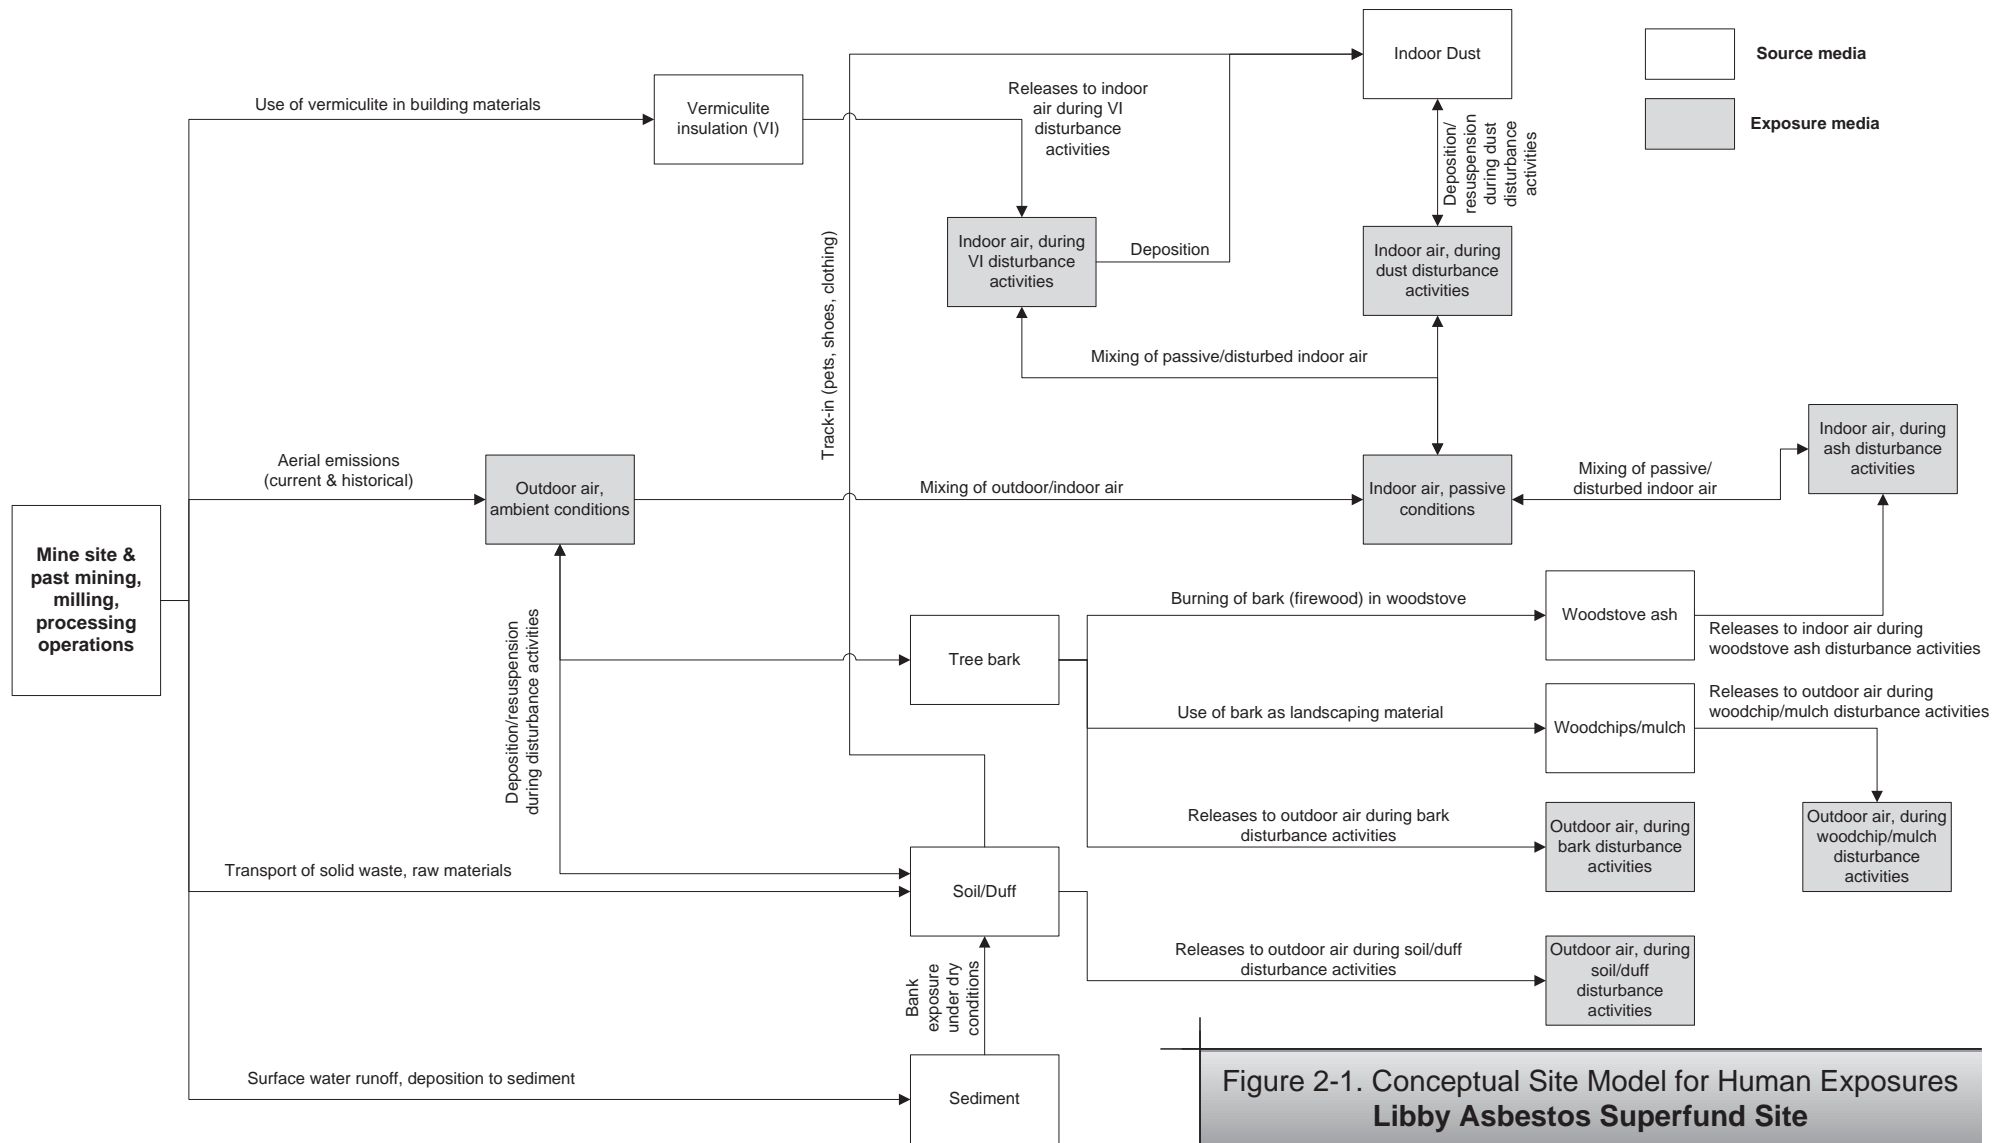 Indoor Dust
Source media
Exposure media
Use of vermiculite in building materials
Vermiculite
insulation (VI)
Releases to indoor
air during VI
disturbance
activities
Deposition/
resuspension
during dust
disturbance
activities
Track-in (pets, shoes, clothing)
Indoor air, during
VI disturbance
activities
Deposition
Indoor air, during
dust disturbance
activities
Mixing of passive/disturbed indoor air
Aerial emissions
(current & historical)
Outdoor air,
ambient conditions
Mixing of outdoor/indoor air
Indoor air, passive
conditions
Mixing of passive/
disturbed indoor air
Indoor air, during
ash disturbance
activities
Mine site &
past mining,
milling,
processing
operations
Deposition/resuspension
during disturbance activities
Tree bark
Burning of bark (firewood) in woodstove
Woodstove ash
Releases to indoor air during
woodstove ash disturbance activities
Use of bark as landscaping material
Woodchips/mulch
Releases to outdoor air during
woodchip/mulch disturbance activities
Releases to outdoor air during bark
disturbance activities
Outdoor air, during
bark disturbance
activities
Outdoor air, during
woodchip/mulch
disturbance
activities
Transport of solid waste, raw materials
Soil/Duff
Releases to outdoor air during soil/duff
disturbance activities
Outdoor air, during
soil/duff
disturbance
activities
Bank
exposure
under dry
conditions
Surface water runoff, deposition to sediment
Sediment
Figure 2-1. Conceptual Site Model for Human Exposures
Libby Asbestos Superfund Site